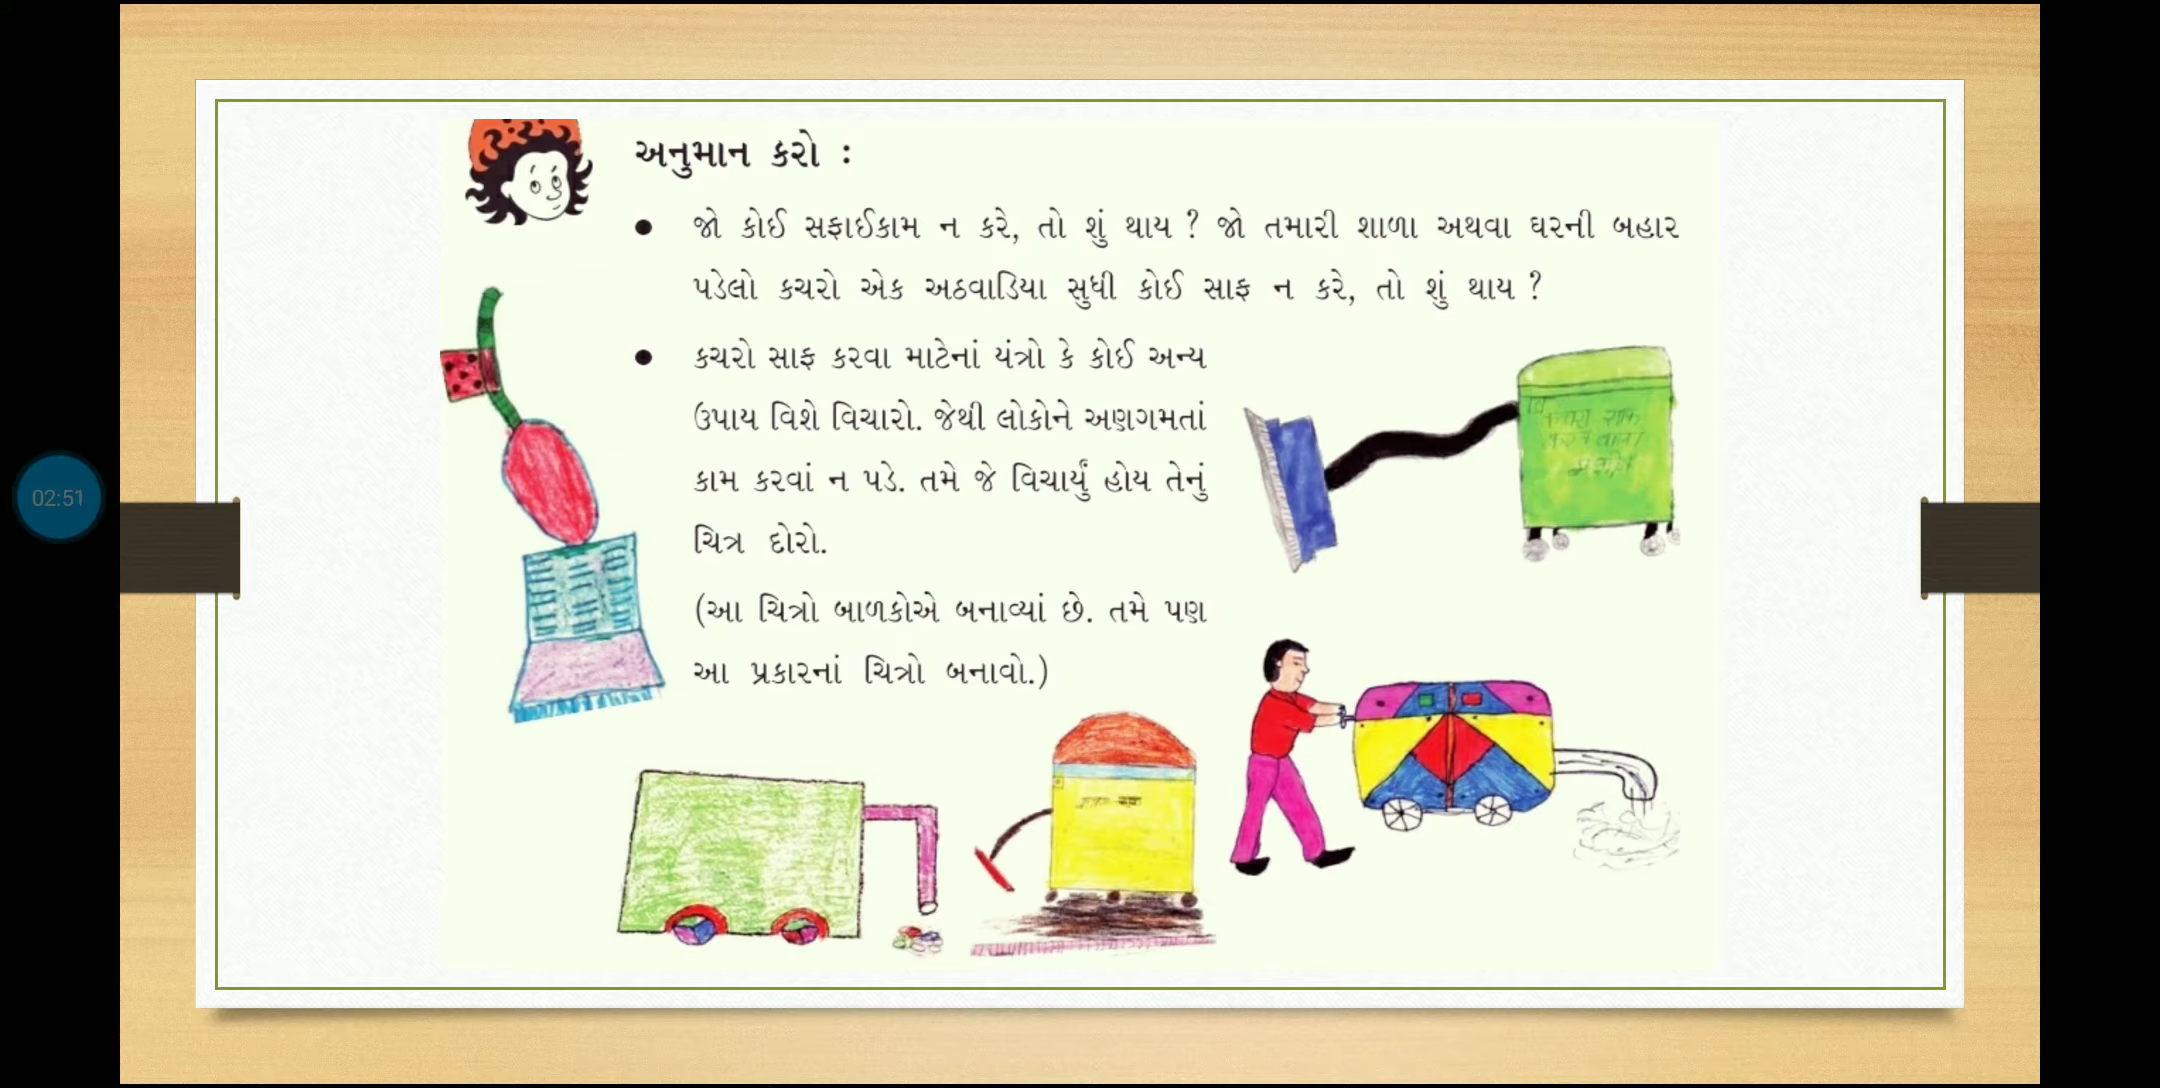 અનુમાન કરો :
● જો કોઈ સફાઈકામ ન કરે, તો શું થાય ? જો તમારી શાળા અથવા ઘરની બહાર
પડેલો કચરો એક અઠવાડિયા સુધી કોઈ સાફ ન કરે, તો શું થાય ?
● કચરો સાફ કરવા માટેનાં યંત્રો કે કોઈ અન્ય
ઉપાય વિશે વિચારો. જેથી લોકોને અણગમતાં
કામ કરવાં ન પડે. તમે જે વિચાર્યું હોય તેનું
ચિત્ર દોરો.
(આ ચિત્રો બાળકોએ બનાવ્યાં છે. તમે પણ
આ પ્રકારનાં ચિત્રો બનાવો.)
02:51